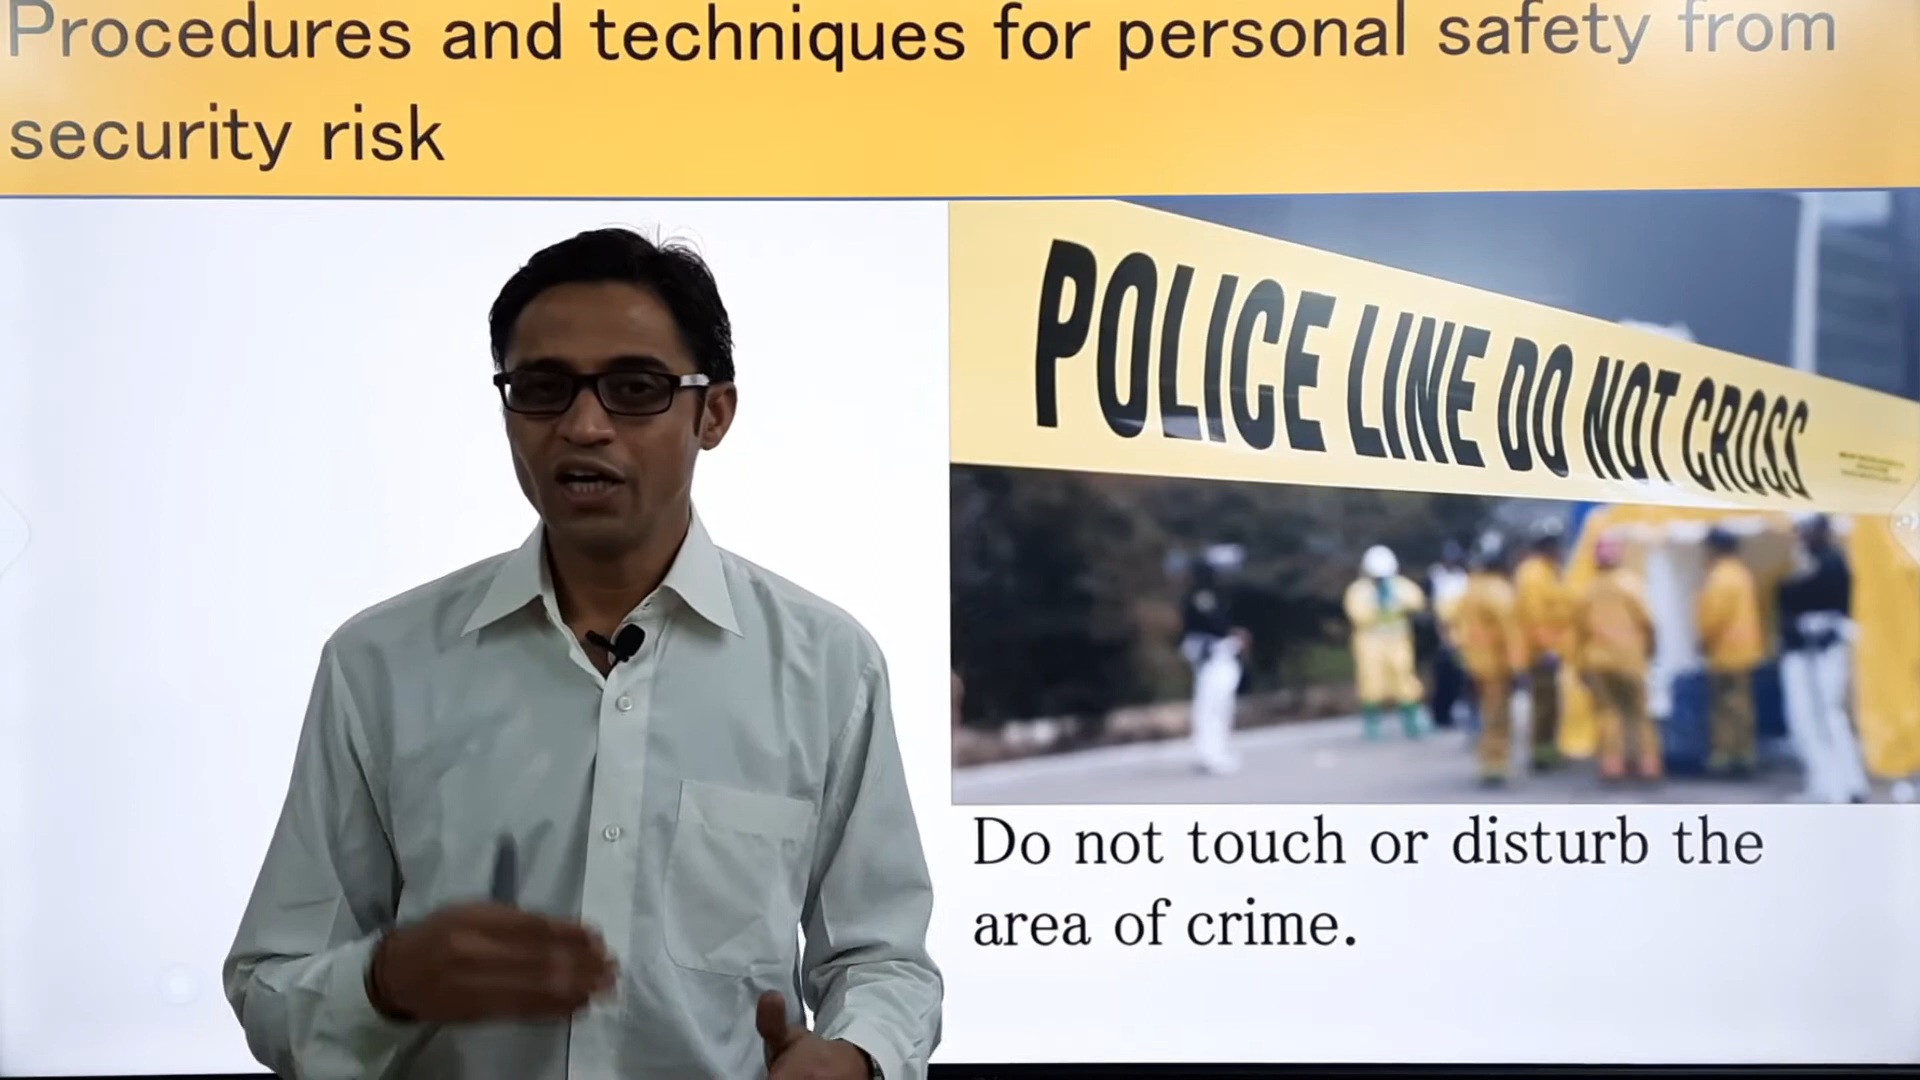 Procedures and techniques for personal safety from
security risk
POLICE LINE DO NOT CROSS
Do not touch or disturb the
area of crime.